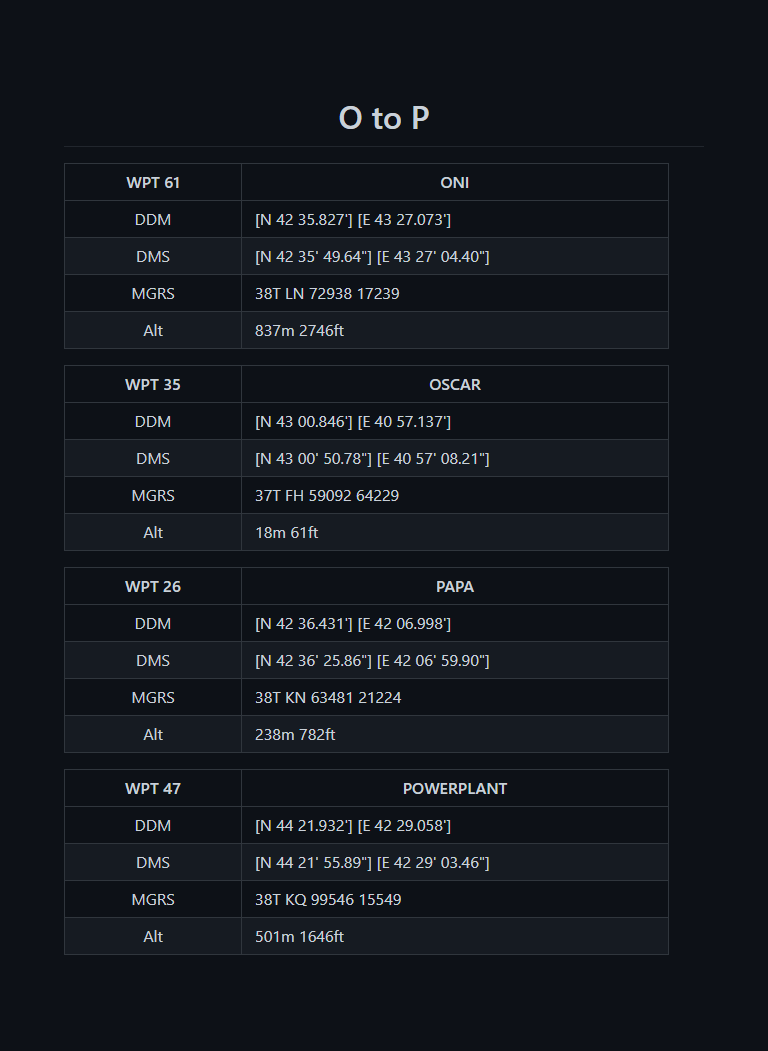 O to P
WPT 61 ONI
DDM [N 42 35.827'] [E 43 27.073']
DMS [N 42 35' 49.64"] [E 43 27' 04.40"]
MGRS 38T LN 72938 17239
Alt 837m 2746ft
WPT 35 OSCAR
DDM [N 43 00.846'] [E 40 57.137']
DMS [N 43 00' 50.78"] [E 40 57' 08.21"]
MGRS 37T FH 59092 64229
Alt 18m 61ft
WPT 26 PAPA
DDM [N 42 36.431'] [E 42 06.998']
DMS [N 42 36' 25.86"] [E 42 06' 59.90"]
MGRS 38T KN 63481 21224
Alt 238m 782ft
WPT 47 POWERPLANT
DDM [N 44 21.932'] [E 42 29.058']
DMS [N 44 21' 55.89"] [E 42 29' 03.46"]
MGRS 38T KQ 99546 15549
Alt 501m 1646ft